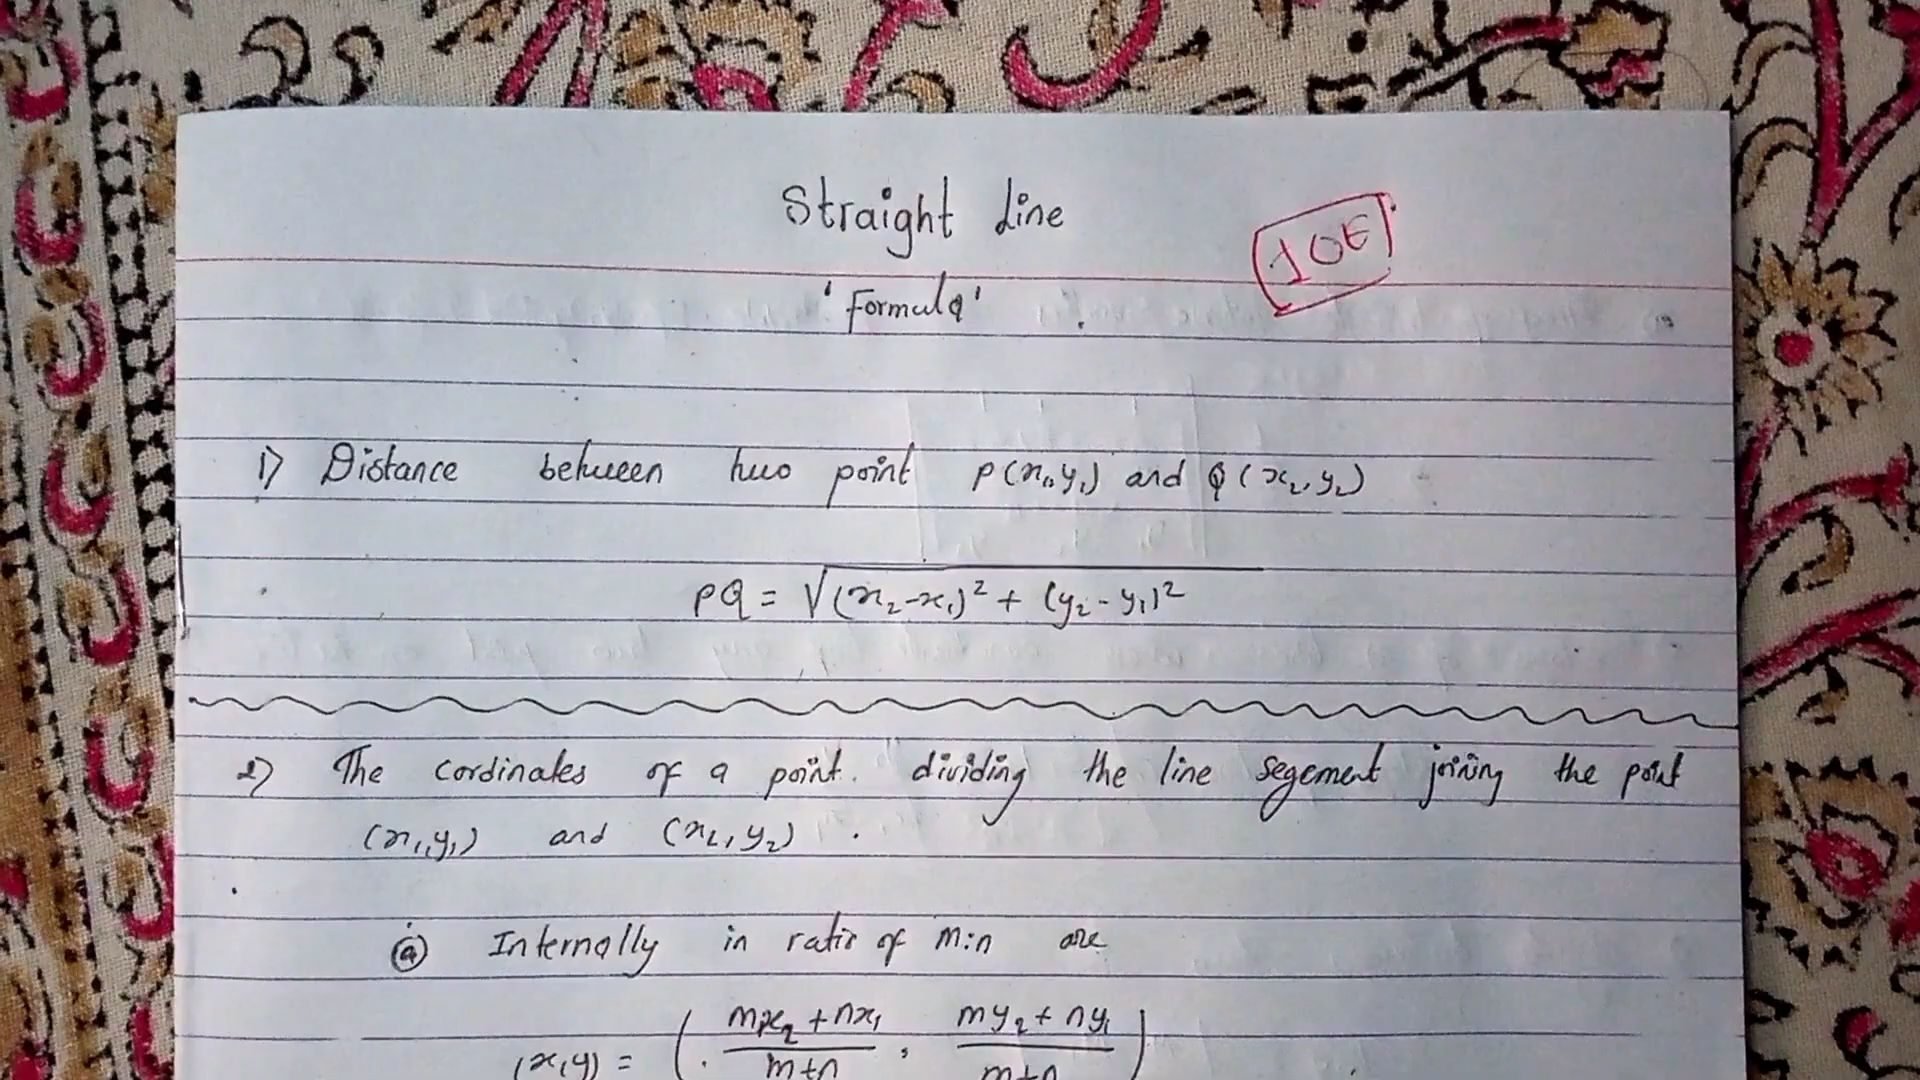 Straight Line
JOE
'Formula'
1) Distance between two point P(x₁,y₁) and Q(x₂,y₂)
PQ = √(x₂-x₁)² + (y₂-y₁)²
2) The cordinates of a point. dividing the line segement joining the point
(x₁,y₁) and (x₂,y₂).
(a) Internally in ratio of m:n are
(x,y) = (mx₂+nx₁/m+n, my₂+ny₁/m+n)